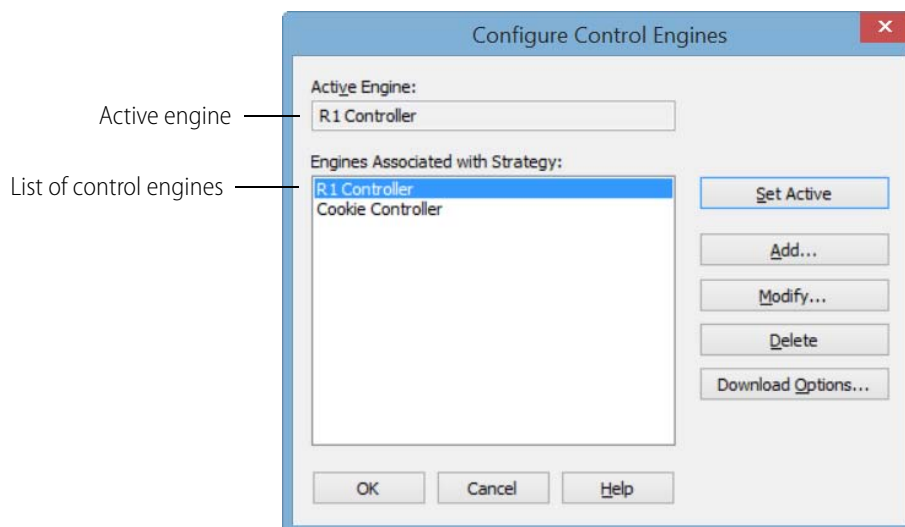 Configure Control Engines
Active Engine:
Active engine
R1 Controller
Engines Associated with Strategy:
List of control engines
R1 Controller
Cookie Controller
Set Active
Add...
Modify...
Delete
Download Options...
OK
Cancel
Help